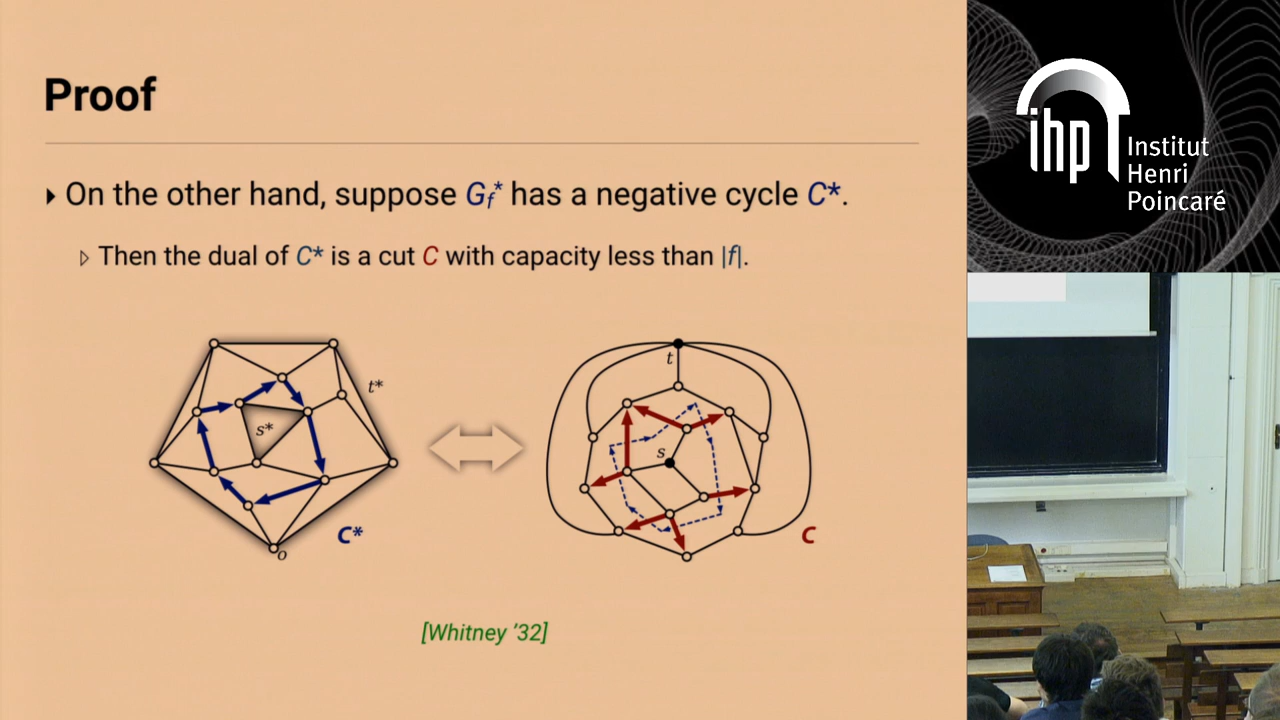 Proof
On the other hand, suppose G_f* has a negative cycle C*.
Then the dual of C* is a cut C with capacity less than |f|.
t*
s*
C*
o
t
s
C
[Whitney ’32]
ihp
Institut
Henri
Poincaré